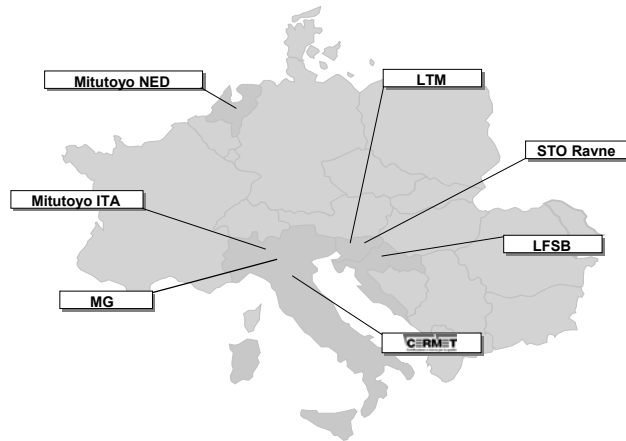 Mitutoyo NED
LTM
STO Ravne
Mitutoyo ITA
LFSB
MG
CERMET